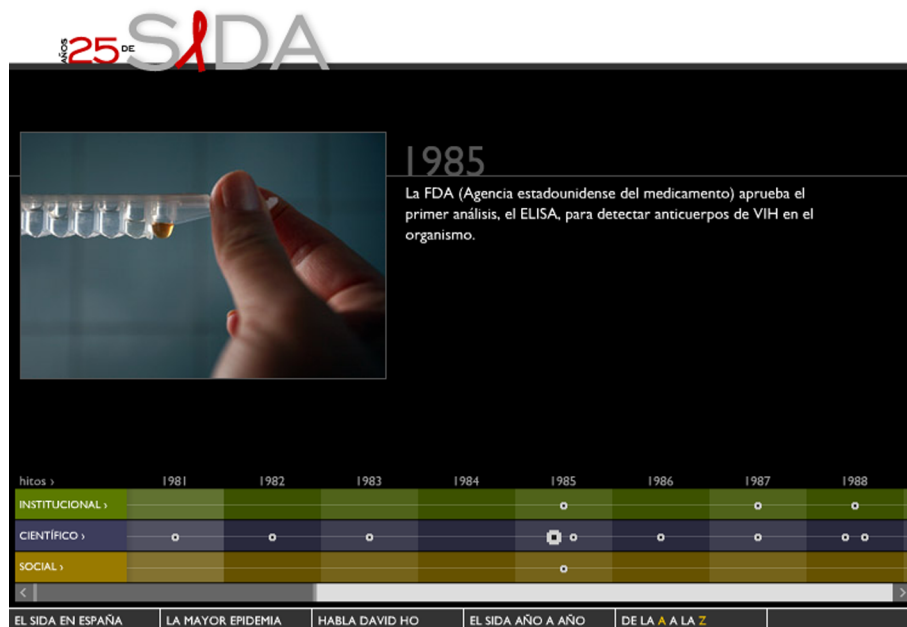 25 AÑOS DE SIDA
1985
La FDA (Agencia estadounidense del medicamento) aprueba el
primer análisis, el ELISA, para detectar anticuerpos de VIH en el
organismo.
hitos › 1981 1982 1983 1984 1985 1986 1987 1988
INSTITUCIONAL ›
CIENTÍFICO ›
SOCIAL ›
EL SIDA EN ESPAÑA LA MAYOR EPIDEMIA HABLA DAVID HO EL SIDA AÑO A AÑO DE LA A A LA Z